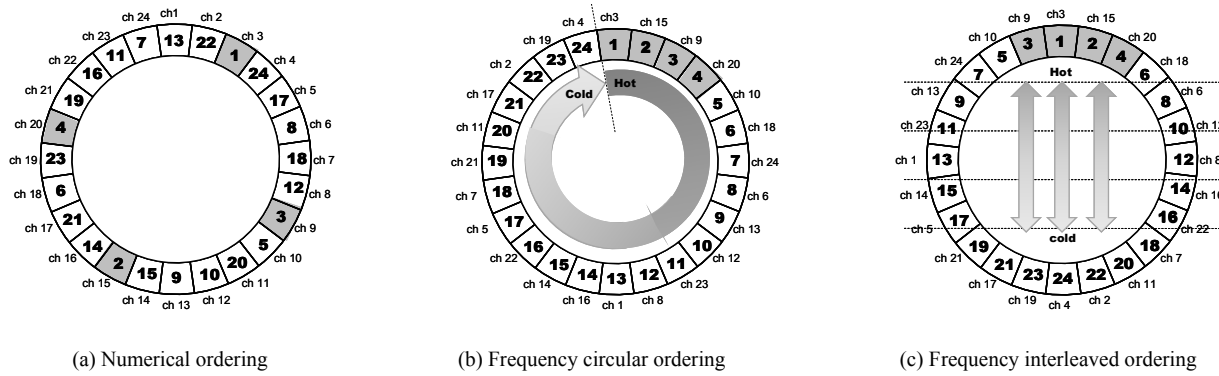 ch1 13
ch 2 22
ch 3 1
ch 4 24
ch 5 17
ch 6 8
ch 7 18
ch 8 12
ch 9 3
ch 10 5
ch 11 20
ch 12 10
ch 13 9
ch 14 15
ch 15 2
ch 16 14
ch 17 21
ch 18 6
ch 19 23
ch 20 4
ch 21 19
ch 22 16
ch 23 11
ch 24 7
(a) Numerical ordering
ch3 1
ch 15 2
ch 9 3
ch 20 4
ch 10 5
ch 18 6
ch 24 7
ch 6 8
ch 13 9
ch 12 10
ch 23 11
ch 8 12
ch 1 13
ch 16 14
ch 14 15
ch 22 16
ch 5 17
ch 7 18
ch 21 19
ch 11 20
ch 17 21
ch 2 22
ch 19 23
ch 4 24
Hot
Cold
(b) Frequency circular ordering
ch3 1
ch 15 2
ch 20 4
ch 18 6
ch 6 8
ch 12 10
ch 8 12
ch 16 14
ch 22 16
ch 7 18
ch 11 20
ch 2 22
ch 4 24
ch 19 23
ch 17 21
ch 21 19
ch 5 17
ch 14 15
ch 1 13
ch 23 11
ch 13 9
ch 24 7
ch 10 5
ch 9 3
Hot
cold
(c) Frequency interleaved ordering